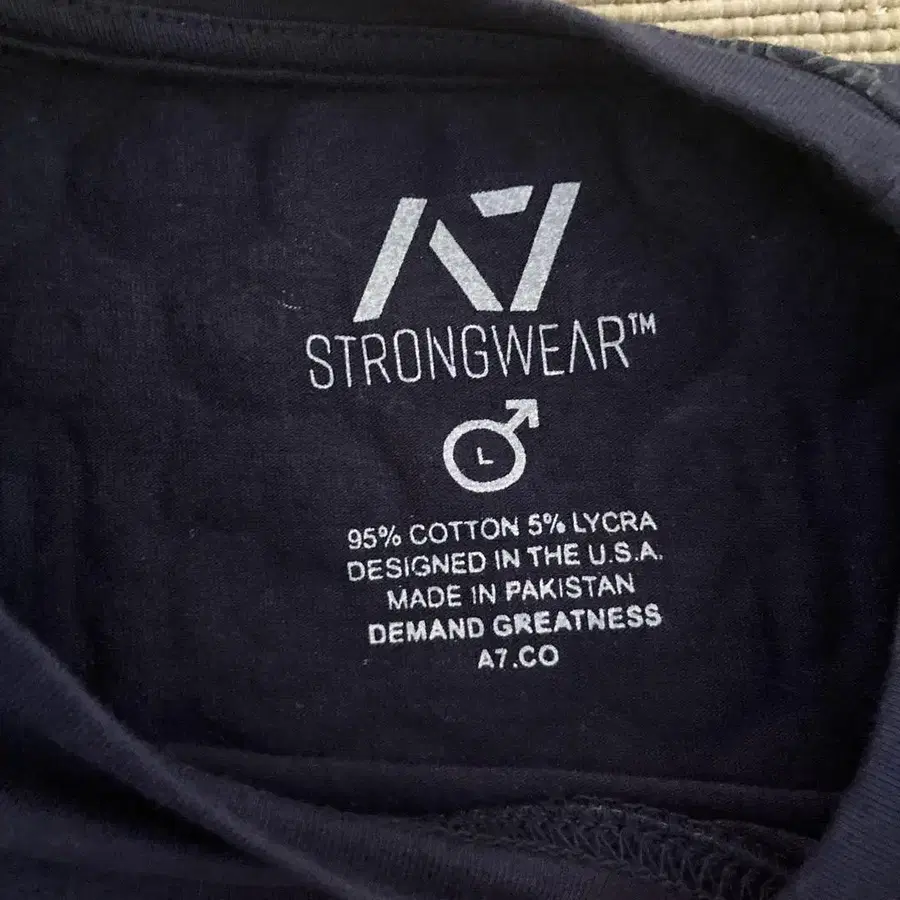 A7
STRONGWEAR™
L
95% COTTON 5% LYCRA
DESIGNED IN THE U.S.A.
MADE IN PAKISTAN
DEMAND GREATNESS
A7.CO